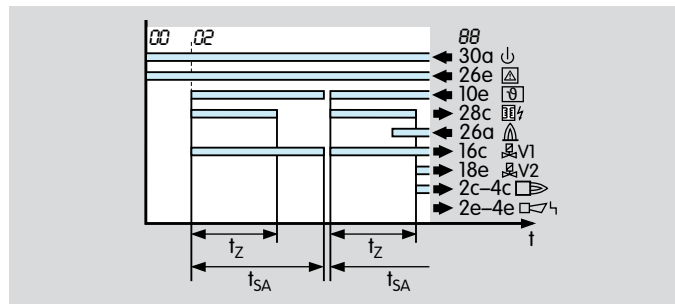 00 02 88
30a
26e
10e
28c
26a
16c V1
18e V2
2c–4c
2e–4e
t
tZ tZ
tSA tSA